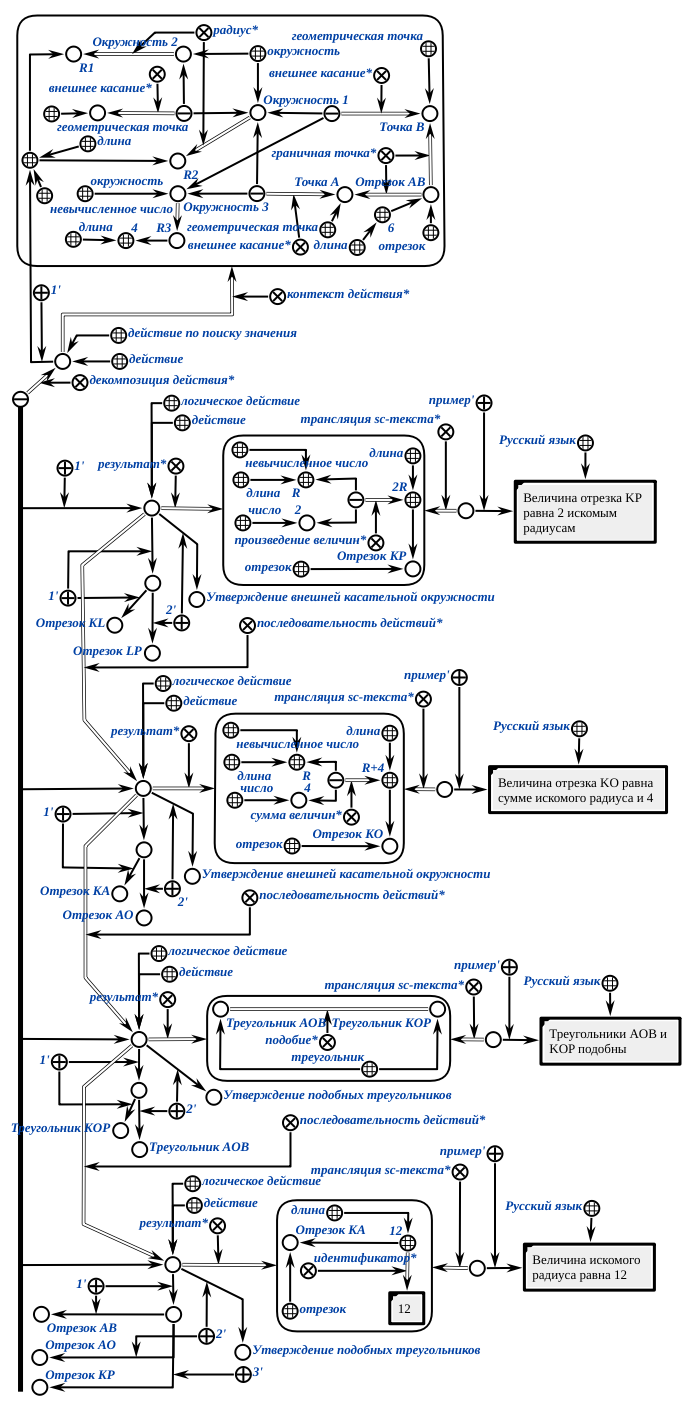 радиус*
геометрическая точка
Окружность 2
окружность
R1
внешнее касание*
внешнее касание*
Окружность 1
геометрическая точка
Точка B
длина
граничная точка*
R2
окружность
Точка A
Отрезок AB
невычисленное число
Окружность 3
длина
4
R3
геометрическая точка
6
внешнее касание*
длина
отрезок
1'
контекст действия*
действие по поиску значения
действие
декомпозиция действия*
логическое действие
пример'
действие
трансляция sc-текста*
Русский язык
1'
результат*
невычисленное число
длина
длина
R
2R
Величина отрезка KP
равна 2 искомым
радиусам
число
2
произведение величин*
Отрезок KP
отрезок
1'
Утверждение внешней касательной окружности
2'
Отрезок KL
последовательность действий*
Отрезок LP
логическое действие
пример'
действие
трансляция sc-текста*
Русский язык
результат*
длина
невычисленное число
R+4
длина
R
число
4
Величина отрезка KO равна
сумме искомого радиуса и 4
1'
сумма величин*
Отрезок KO
отрезок
Утверждение внешней касательной окружности
Отрезок KA
2'
последовательность действий*
Отрезок AO
логическое действие
пример'
действие
трансляция sc-текста*
Русский язык
результат*
Треугольник AOB
Треугольник KOP
подобие*
треугольник
Треугольники AOB и
KOP подобны
1'
Утверждение подобных треугольников
2'
Треугольник KOP
последовательность действий*
Треугольник AOB
пример'
трансляция sc-текста*
логическое действие
действие
Русский язык
длина
результат*
Отрезок KA
12
идентификатор*
Величина искомого
радиуса равна 12
1'
отрезок
12
Отрезок AB
2'
Отрезок AO
Утверждение подобных треугольников
Отрезок KP
3'